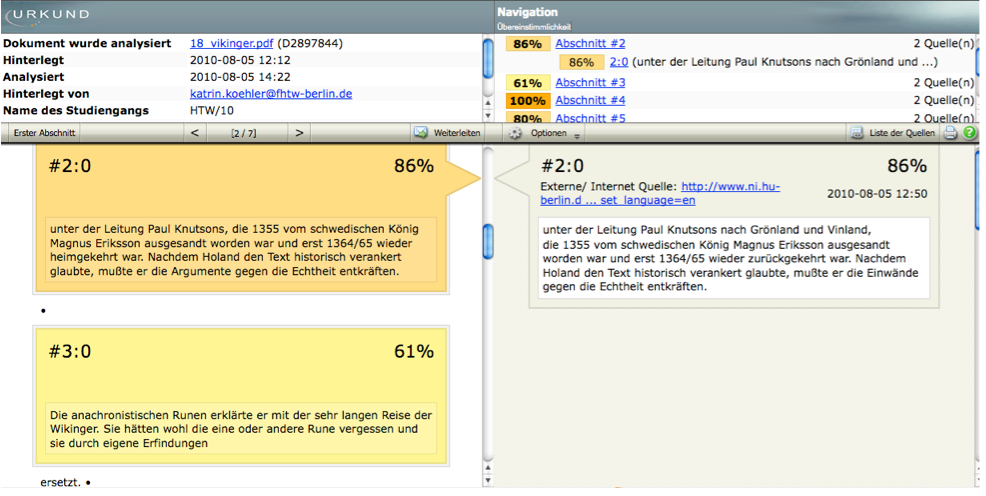 URKUND
Dokument wurde analysiert 18_vikinger.pdf (D2897844)
Hinterlegt 2010-08-05 12:12
Analysiert 2010-08-05 14:22
Hinterlegt von katrin.koehler@fhtw-berlin.de
Name des Studiengangs HTW/10
Navigation
Übereinstimmlichkeit
86% Abschnitt #2 2 Quelle(n)
86% 2:0 (unter der Leitung Paul Knutsons nach Grönland und ...)
61% Abschnitt #3 2 Quelle(n)
100% Abschnitt #4 2 Quelle(n)
80% Abschnitt #5 2 Quelle(n)
Erster Abschnitt < [2 / 7] > Weiterleiten Optionen Liste der Quellen ?
#2:0 86%
unter der Leitung Paul Knutsons, die 1355 vom schwedischen König
Magnus Eriksson ausgesandt worden war und erst 1364/65 wieder
heimgekehrt war. Nachdem Holand den Text historisch verankert
glaubte, mußte er die Argumente gegen die Echtheit entkräften.
•
#3:0 61%
Die anachronistischen Runen erklärte er mit der sehr langen Reise der
Wikinger. Sie hätten wohl die eine oder andere Rune vergessen und
sie durch eigene Erfindungen
ersetzt. •
#2:0 86%
Externe/ Internet Quelle: http://www.ni.hu-
berlin.d ... set_language=en 2010-08-05 12:50
unter der Leitung Paul Knutsons nach Grönland und Vinland,
die 1355 vom schwedischen König Magnus Eriksson ausgesandt
worden war und erst 1364/65 wieder zurückgekehrt war. Nachdem
Holand den Text historisch verankert glaubte, mußte er die Einwände
gegen die Echtheit entkräften.